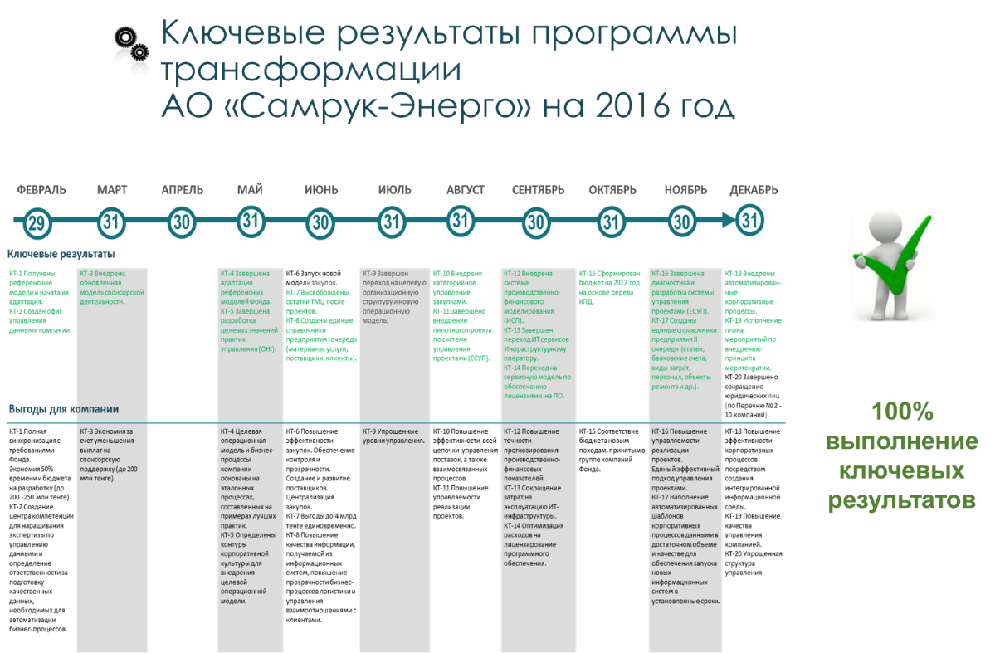 Ключевые результаты программы
трансформации
АО «Самрук-Энерго» на 2016 год
ФЕВРАЛЬ
МАРТ
АПРЕЛЬ
МАЙ
ИЮНЬ
ИЮЛЬ
АВГУСТ
СЕНТЯБРЬ
ОКТЯБРЬ
НОЯБРЬ
ДЕКАБРЬ
29
31
30
31
30
31
31
30
31
30
31
Ключевые результаты
КТ-1 Получены
референсные
модели и начата их
адаптация.
КТ-2 Создан офис
управления
данными компании.
КТ-3 Внедрена
обновленная
модель спонсорской
деятельности.
КТ-4 Завершена
адаптация
референсных
моделей Фонда.
КТ-5 Завершена
разработка
целевых значений
практик
управления (OHI).
КТ-6 Запуск новой
модели закупок.
КТ-7 Высвобождены
остатки ТМЦ после
проектов.
КТ-8 Созданы единые
справочники
предприятия I очереди
(материалы, услуги,
поставщики, клиенты).
КТ-9 Завершен
переход на целевую
организационную
структуру и новую
операционную
модель.
КТ-10 Внедрено
категорийное
управление
закупками.
КТ-11 Завершено
внедрение
пилотного проекта
по системе
управления
проектами (ЕСУП).
КТ-12 Внедрена
система
производственно-
финансового
моделирования
(ИСП).
КТ-13 Завершен
переход ИТ сервисов
Инфраструктурному
оператору.
КТ-14 Переход на
сервисную модель по
обеспечению
лицензиями на ПО.
КТ-15 Сформирован
бюджет на 2017 год
на основе дерева
КПД.
КТ-16 Завершена
диагностика и
разработка системы
управления
проектами (ЕСУП).
КТ-17 Созданы
единые справочники
предприятия II
очереди (статьи,
банковские счета,
виды затрат,
персонал, объекты
ремонта и др.).
КТ-18 Внедрены
автоматизирован-
ные
корпоративные
процессы.
КТ-19 Исполнение
плана
мероприятий по
внедрению
принципа
меритократии.
КТ-20 Завершено
сокращение
юридических лиц
(по Перечню № 2 -
10 компаний).
Выгоды для компании
КТ-1 Полная
синхронизация с
требованиями
Фонда.
Экономия 50%
времени и бюджета
на разработку (до
200 -250 млн тенге).
КТ-2 Создание
центра компетенции
для наращивания
экспертизы по
управлению
данными и
определение
ответственности за
подготовку
качественных
данных,
необходимых для
автоматизации
бизнес-процессов.
КТ-3 Экономия за
счет уменьшения
выплат на
спонсорскую
поддержку (до 200
млн тенге).
КТ-4 Целевая
операционная
модель и бизнес-
процессы
компании
основаны на
эталонных
процессах,
составленных на
примерах лучших
практик.
КТ-5 Определены
контуры
корпоративной
культуры для
внедрения
целевой
операционной
модели.
КТ-6 Повышение
эффективности
закупок. Обеспечение
контроля и
прозрачности.
Создание и развитие
поставщиков.
Централизация
закупок.
КТ-7 Выгоды до 4 млрд
тенге единовременно.
КТ-8 Повышение
качества информации,
получаемой из
информационных
систем, повышение
прозрачности бизнес-
процессов логистики и
управления
взаимоотношениями с
клиентами.
КТ-9 Упрощенные
уровни управления.
КТ-10 Повышение
эффективности всей
цепочки управления
поставок, а также
взаимосвязанных
процессов.
КТ-11 Повышение
управляемости
реализации
проектов.
КТ-12 Повышение
точности
прогнозирования
производственно-
финансовых
показателей.
КТ-13 Сокращение
затрат на
эксплуатацию ИТ-
инфраструктуры.
КТ-14 Оптимизация
расходов на
лицензирование
программного
обеспечения.
КТ-15 Соответствие
бюджета новым
походам, принятым в
группе компаний
Фонда.
КТ-16 Повышение
управляемости
реализации
проектов.
Единый эффективный
подход управления
проектами.
КТ-17 Наполнение
автоматизированных
шаблонов
корпоративных
процессов данными в
достаточном объеме
и качестве для
обеспечения запуска
новых
информационных
систем в
установленные сроки.
КТ-18 Повышение
эффективности
корпоративных
процессов
посредством
создания
интегрированной
информационной
среды.
КТ-19 Повышение
качества
управления
компанией.
КТ-20 Упрощенная
структура
управления.
100%
выполнение
ключевых
результатов